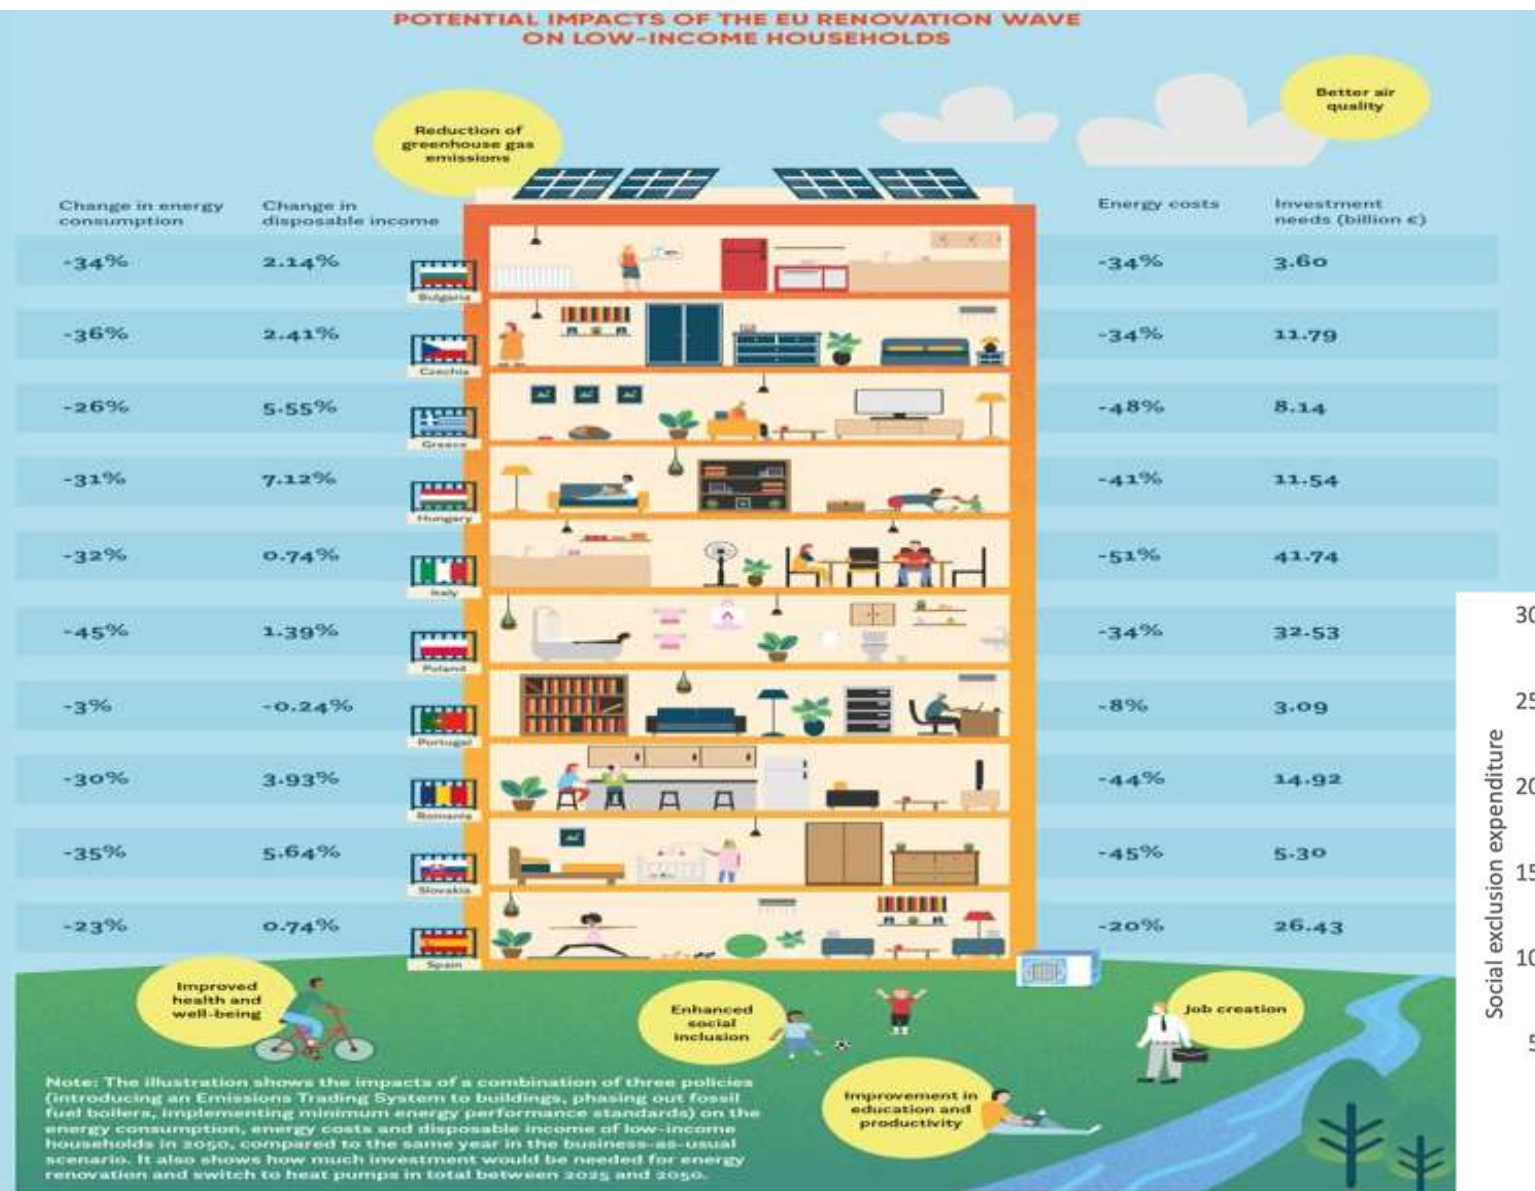 POTENTIAL IMPACTS OF THE EU RENOVATION WAVE
ON LOW-INCOME HOUSEHOLDS
Better air
quality
Reduction of
greenhouse gas
emissions
Change in energy
consumption
Change in
disposable income
Energy costs
Investment
needs (billion €)
-34% 2.14% Bulgaria -34% 3.60
-36% 2.41% Czechia -34% 11.79
-26% 5.55% Greece -48% 8.14
-31% 7.12% Hungary -41% 11.54
-32% 0.74% Italy -51% 41.74
-45% 1.39% Poland -34% 32.53
-3% -0.24% Portugal -8% 3.09
-30% 3.93% Romania -44% 14.92
-35% 5.64% Slovakia -45% 5.30
-23% 0.74% Spain -20% 26.43
Improved
health and
well-being
Enhanced
social
inclusion
Job creation
Improvement in
education and
productivity
Note: The illustration shows the impacts of a combination of three policies
(introducing an Emissions Trading System to buildings, phasing out fossil
fuel boilers, implementing minimum energy performance standards) on the
energy consumption, energy costs and disposable income of low-income
households in 2050, compared to the same year in the business-as-usual
scenario. It also shows how much investment would be needed for energy
renovation and switch to heat pumps in total between 2025 and 2050.
Social exclusion expenditure
30
25
20
15
10
5